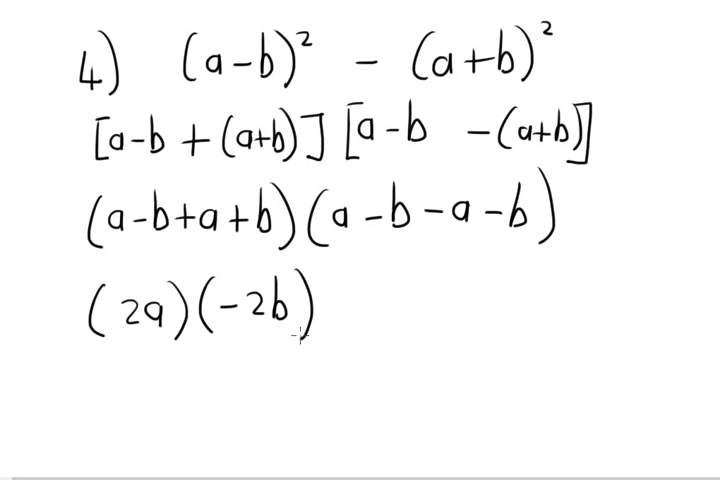 4) (a-b)² - (a+b)²
[a-b + (a+b)] [a-b -(a+b)]
(a-b+a+b)(a-b-a-b)
(2a)(-2b)